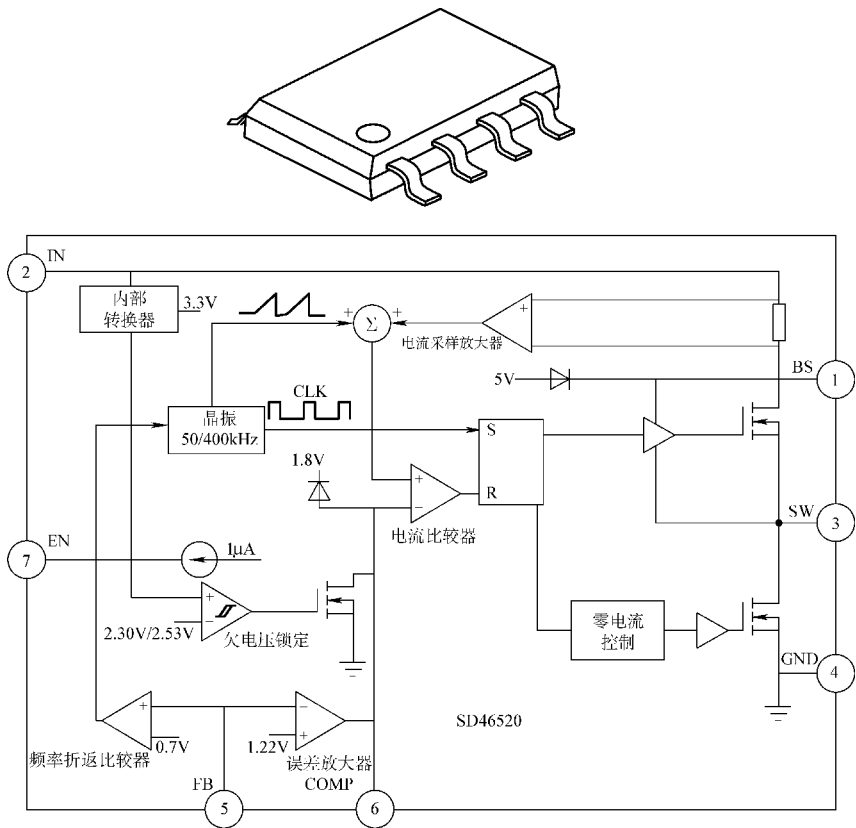 IN
2
内部
转换器
3.3V
+
Σ
+
+
电流采样放大器
BS
5V
1
CLK
晶振
50/400kHz
S
1.8V
R
+
−
电流比较器
SW
3
EN
7
1μA
+
−
2.30V/2.53V
欠电压锁定
零电流
控制
GND
4
+
0.7V
频率折返比较器
−
+
1.22V
误差放大器
COMP
SD46520
FB
5
6